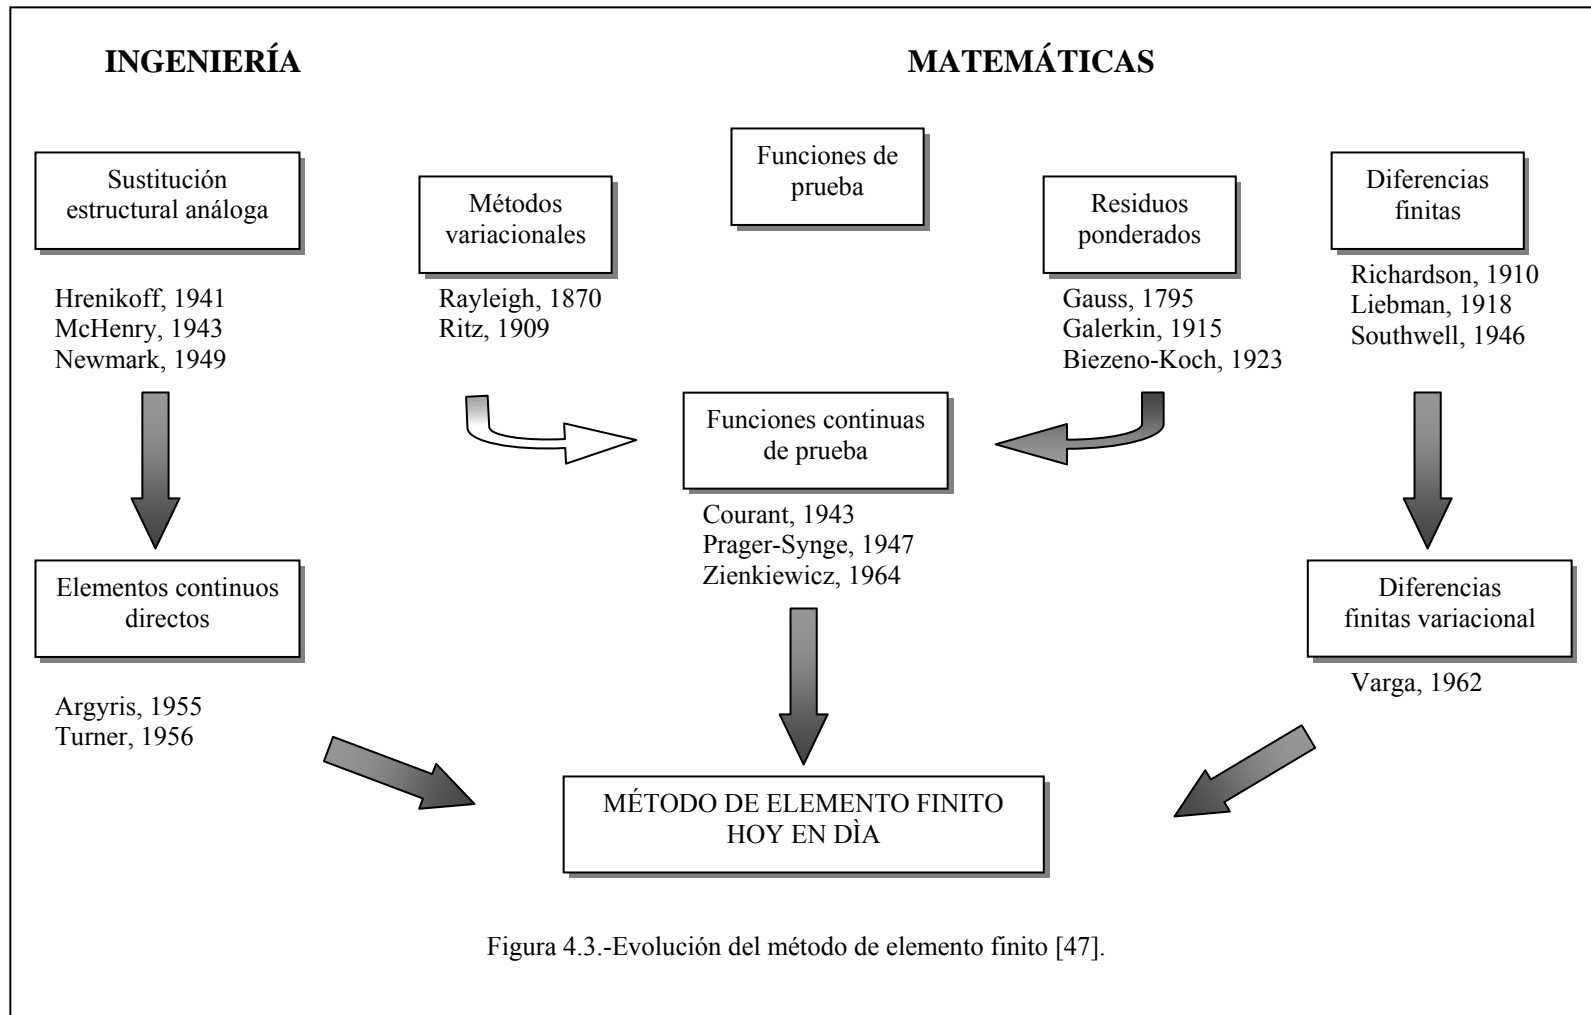 INGENIERÍA
MATEMÁTICAS
Sustitución
estructural análoga
Métodos
variacionales
Funciones de
prueba
Residuos
ponderados
Diferencias
finitas
Hrenikoff, 1941
McHenry, 1943
Newmark, 1949
Rayleigh, 1870
Ritz, 1909
Gauss, 1795
Galerkin, 1915
Biezeno-Koch, 1923
Richardson, 1910
Liebman, 1918
Southwell, 1946
Funciones continuas
de prueba
Courant, 1943
Prager-Synge, 1947
Zienkiewicz, 1964
Elementos continuos
directos
Argyris, 1955
Turner, 1956
Diferencias
finitas variacional
Varga, 1962
MÉTODO DE ELEMENTO FINITO
HOY EN DÌA
Figura 4.3.-Evolución del método de elemento finito [47].